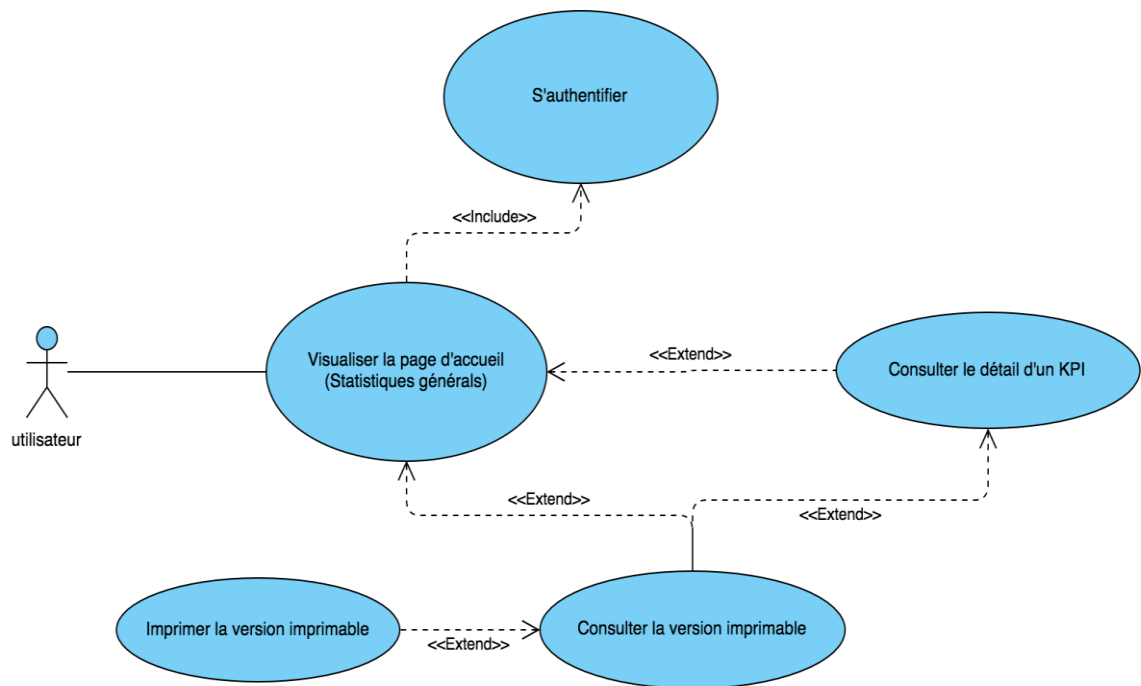 S'authentifier
<<Include>>
Visualiser la page d'accueil
(Statistiques générals)
<<Extend>>
Consulter le détail d'un KPI
utilisateur
<<Extend>>
<<Extend>>
Imprimer la version imprimable
<<Extend>>
Consulter la version imprimable